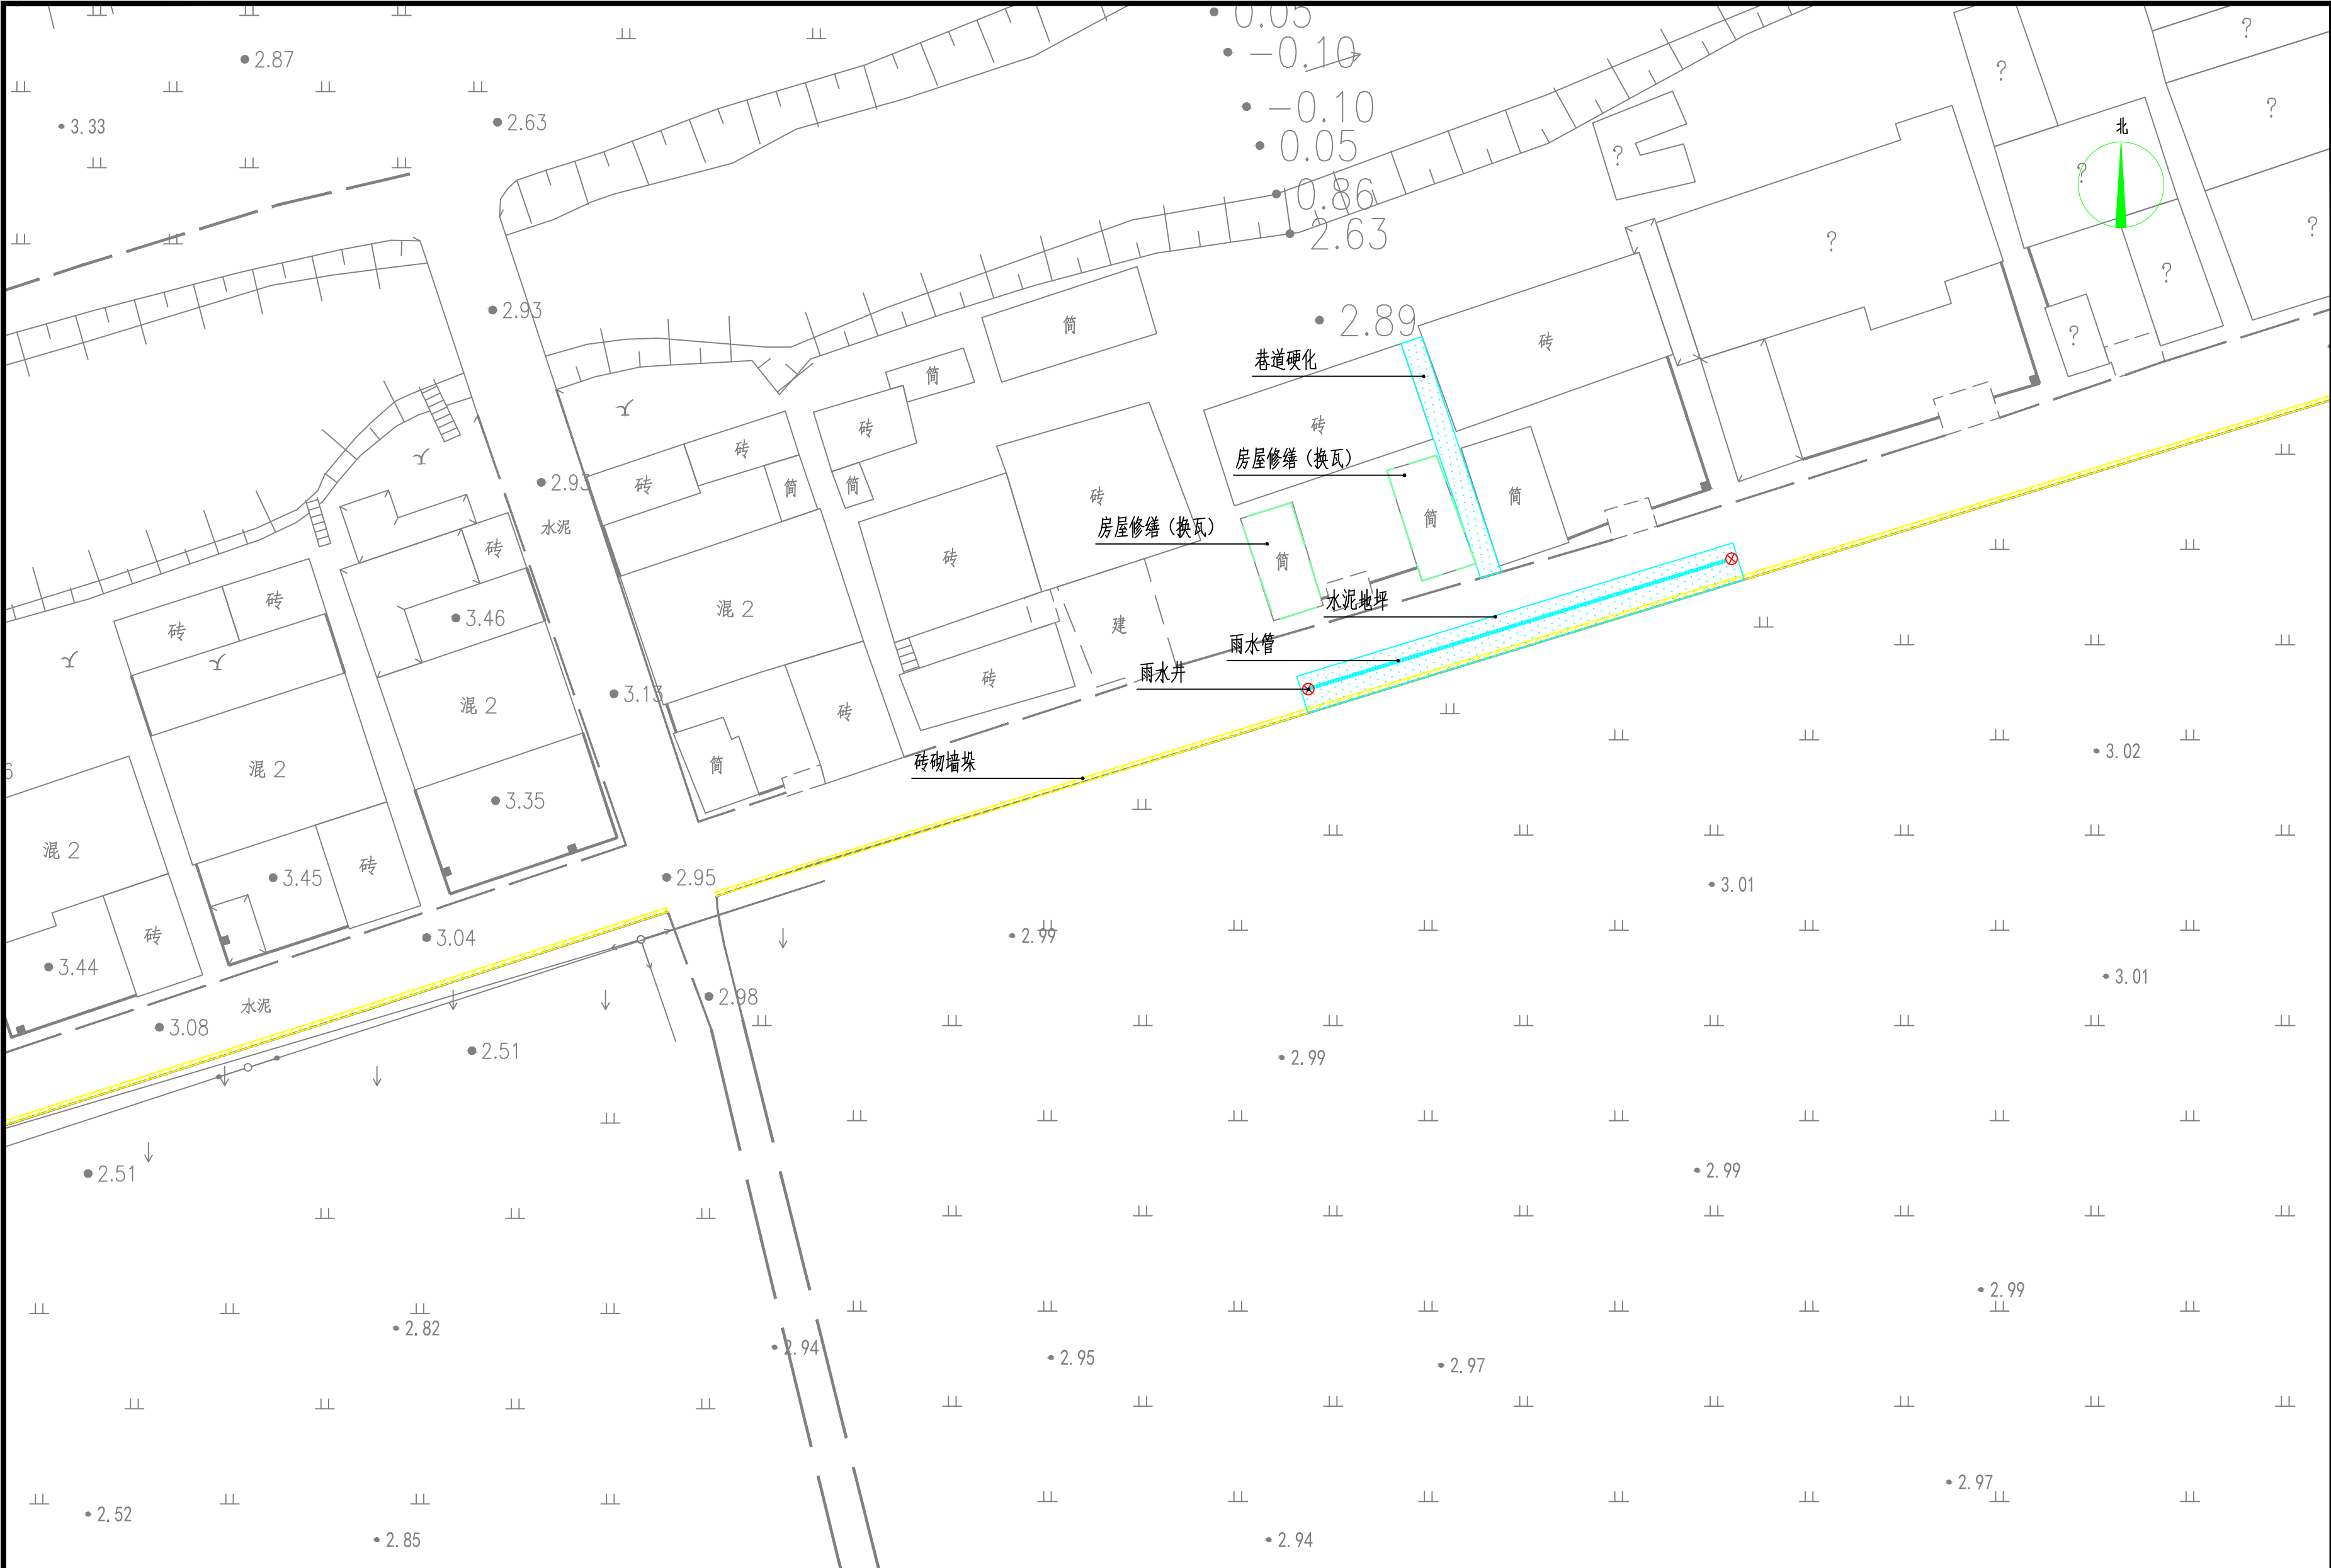 0.05
2.87
−0.10
−0.10
3.33
2.63
0.05
0.86
2.63
北
?
?
?
?
?
?
?
?
?
2.93
简
2.89
巷道硬化
砖
简
砖
砖
砖
房屋修缮（换瓦）
2.93
砖
简
简
砖
简
简
水泥
房屋修缮（换瓦）
砖
砖
简
砖
水泥地坪
3.46
混 2
建
砖
雨水管
雨水井
砖
3.13
混 2
砖
砖
简
砖砌墙垛
混 2
3.35
3.02
混 2
3.45
砖
2.95
3.01
砖
3.04
2.99
3.44
3.01
水泥
2.98
3.08
2.51
2.99
2.51
2.99
2.99
2.82
2.94
2.95
2.97
2.97
2.52
2.85
2.94